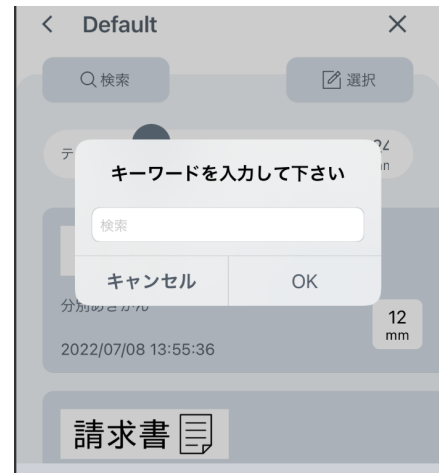 Default
検索
選択
テ
キーワードを入力して下さい
検索
キャンセル
OK
分別あきかん
12
mm
2022/07/08 13:55:36
請求書